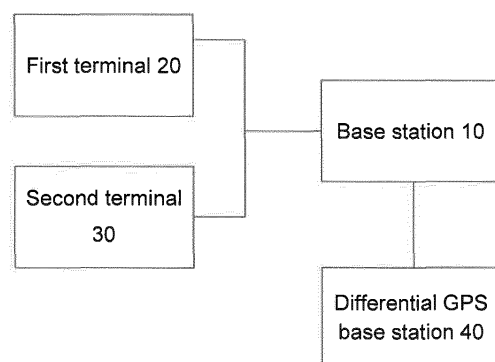 First terminal 20
Base station 10
Second terminal
30
Differential GPS
base station 40